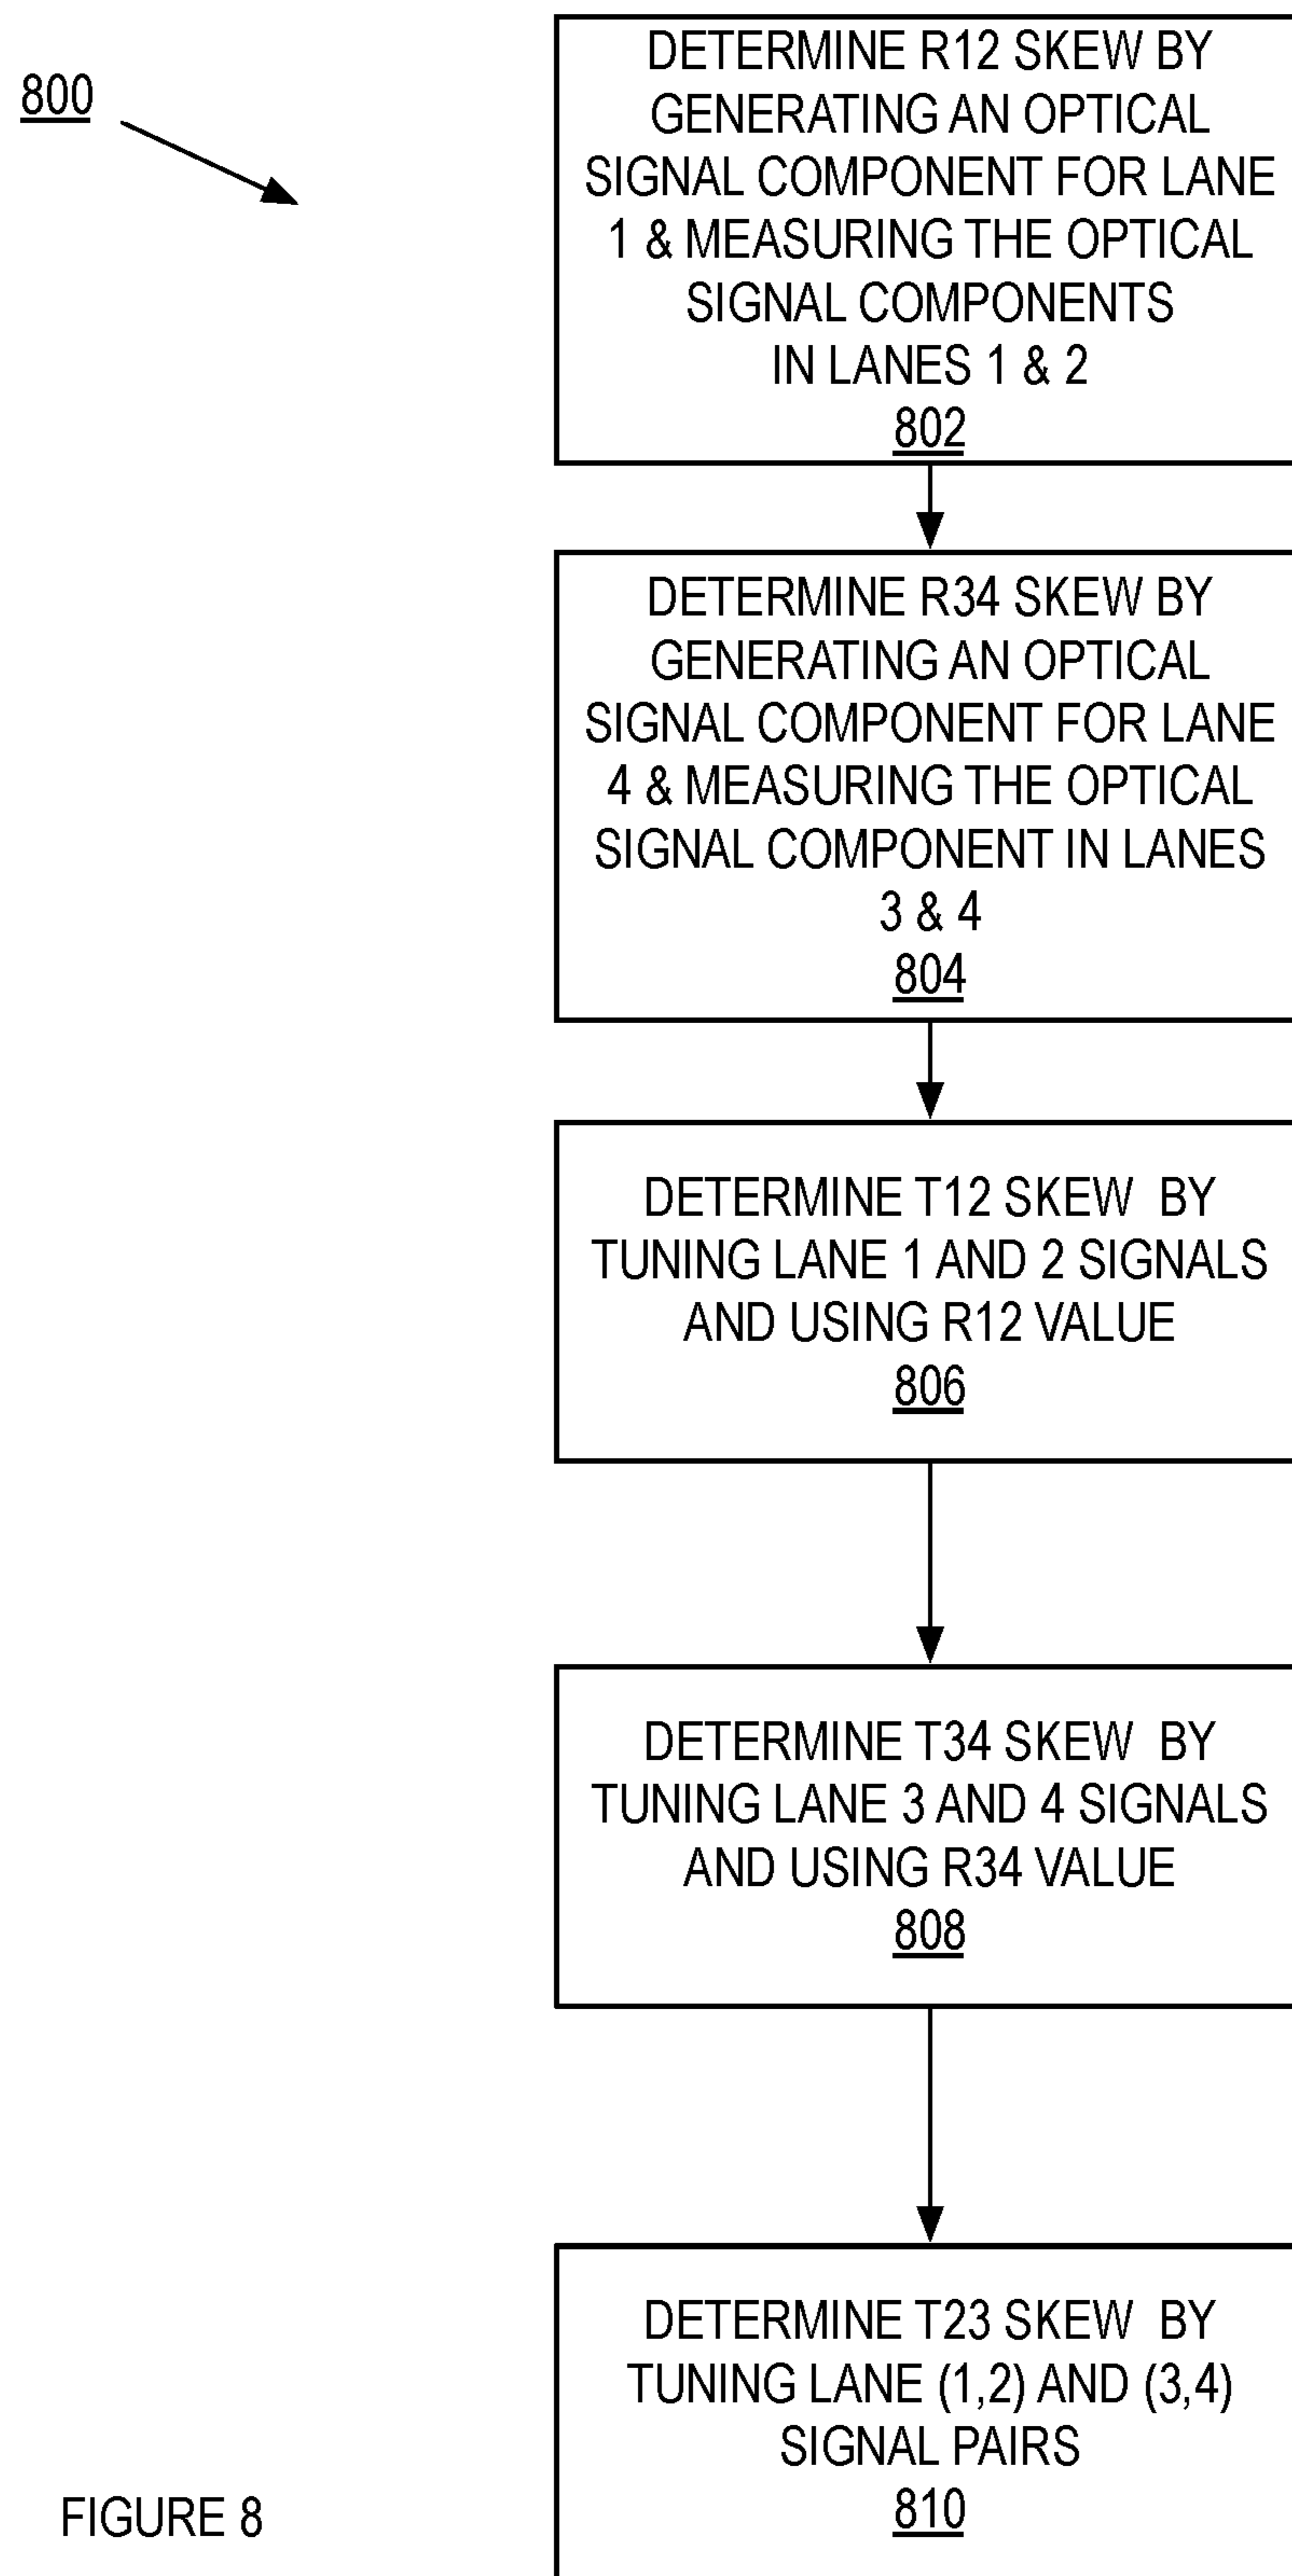 800
DETERMINE R12 SKEW BY
GENERATING AN OPTICAL
SIGNAL COMPONENT FOR LANE
1 & MEASURING THE OPTICAL
SIGNAL COMPONENTS
IN LANES 1 & 2
802
DETERMINE R34 SKEW BY
GENERATING AN OPTICAL
SIGNAL COMPONENT FOR LANE
4 & MEASURING THE OPTICAL
SIGNAL COMPONENT IN LANES
3 & 4
804
DETERMINE T12 SKEW BY
TUNING LANE 1 AND 2 SIGNALS
AND USING R12 VALUE
806
DETERMINE T34 SKEW BY
TUNING LANE 3 AND 4 SIGNALS
AND USING R34 VALUE
808
DETERMINE T23 SKEW BY
TUNING LANE (1,2) AND (3,4)
SIGNAL PAIRS
810
FIGURE 8